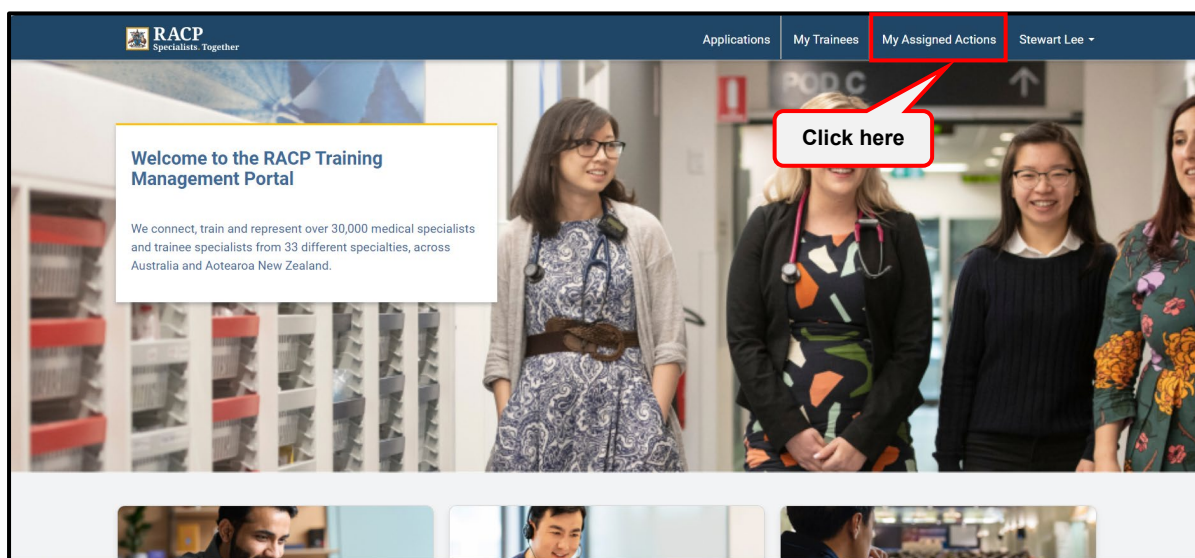 RACP
Specialists. Together
Applications
My Trainees
My Assigned Actions
Stewart Lee
POD C
Click here
Welcome to the RACP Training
Management Portal
We connect, train and represent over 30,000 medical specialists
and trainee specialists from 33 different specialties, across
Australia and Aotearoa New Zealand.